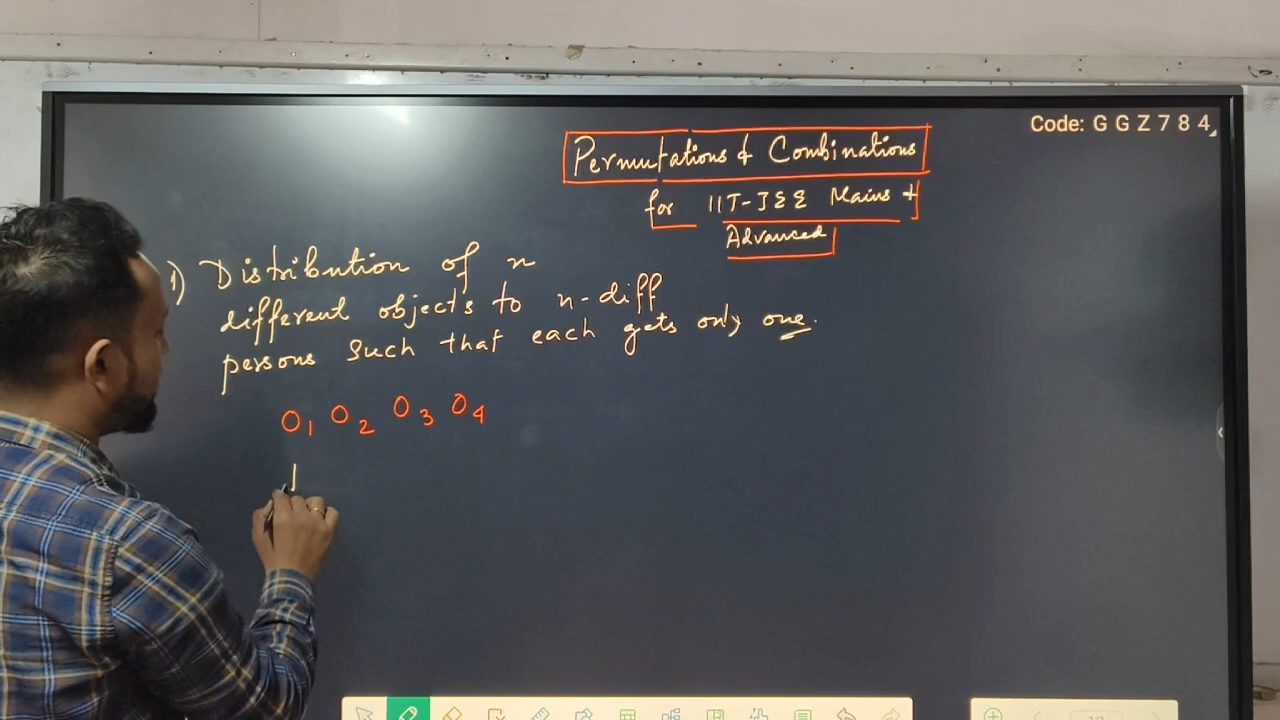 Code: G G Z 7 8 4
Permutations & Combinations
for IIT-JEE Mains +
Advanced
1) Distribution of n
different objects to n-diff
persons such that each gets only one.
O1 O2 O3 O4